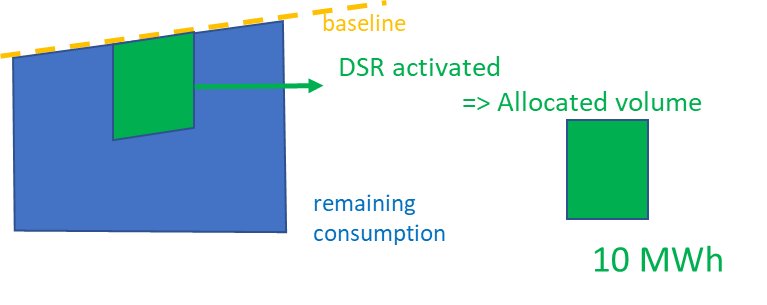 baseline
DSR activated
=> Allocated volume
remaining
consumption
10 MWh